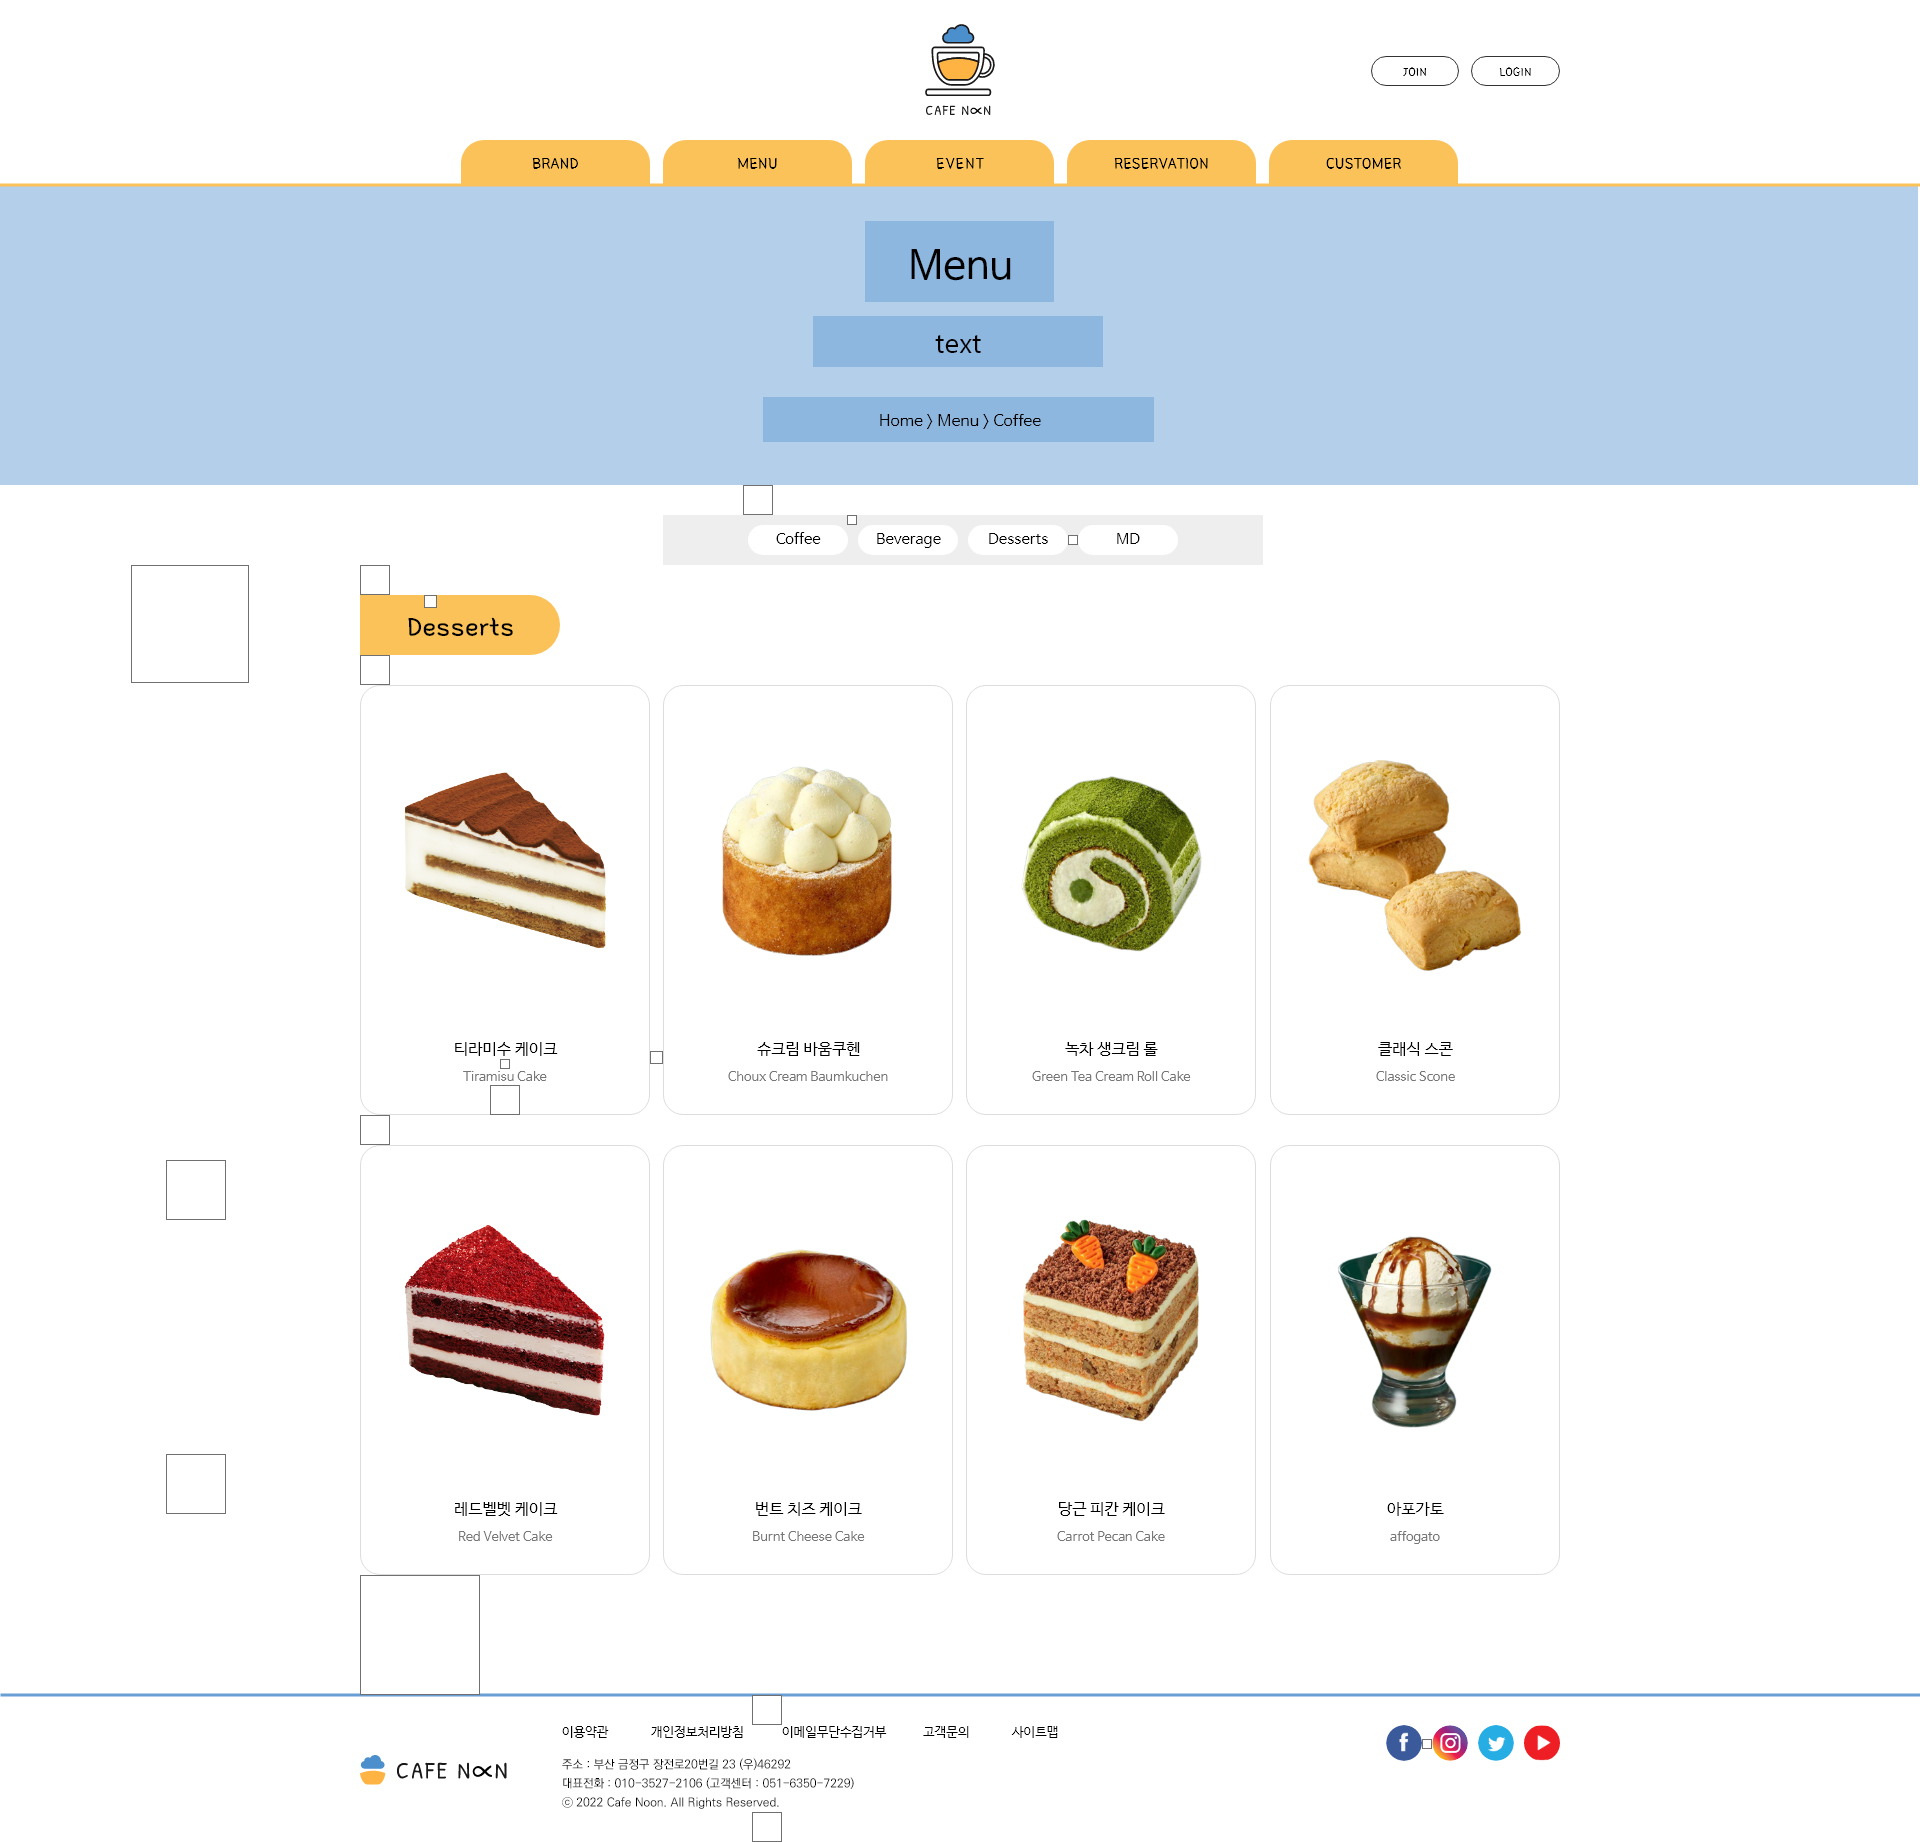 CAFE NOON
JOIN
LOGIN
BRAND
MENU
EVENT
RESERVATION
CUSTOMER
Menu
text
Home > Menu > Coffee
Coffee
Beverage
Desserts
MD
Desserts
티라미수 케이크
Tiramisu Cake
슈크림 바움쿠헨
Choux Cream Baumkuchen
녹차 생크림 롤
Green Tea Cream Roll Cake
클래식 스콘
Classic Scone
레드벨벳 케이크
Red Velvet Cake
번트 치즈 케이크
Burnt Cheese Cake
당근 피칸 케이크
Carrot Pecan Cake
아포가토
affogato
CAFE NOON
이용약관
개인정보처리방침
이메일무단수집거부
고객문의
사이트맵
주소 : 부산 금정구 장전로20번길 23 (우)46292
대표전화 : 010-3527-2106 (고객센터 : 051-6350-7229)
ⓒ 2022 Cafe Noon. All Rights Reserved.